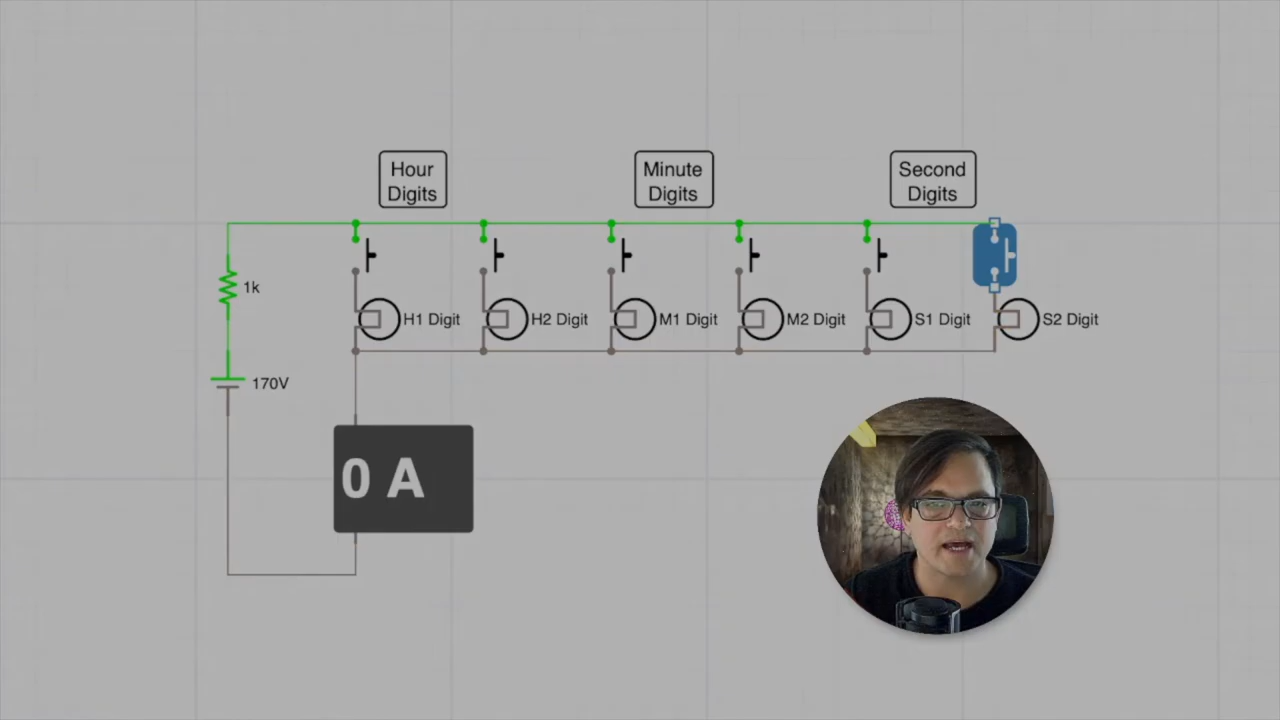 Hour
Digits
Minute
Digits
Second
Digits
1k
H1 Digit
H2 Digit
M1 Digit
M2 Digit
S1 Digit
S2 Digit
170V
0 A